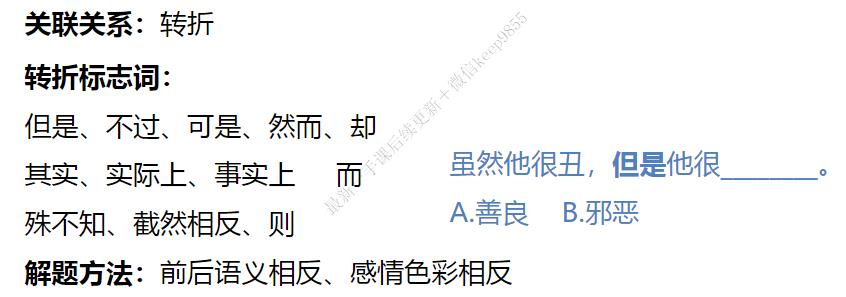 关联关系：转折
转折标志词：
但是、不过、可是、然而、却
其实、实际上、事实上 而
殊不知、截然相反、则
解题方法：前后语义相反、感情色彩相反
虽然他很丑，但是他很________。
A.善良 B.邪恶
最新一手课后续更新＋微信keep9855